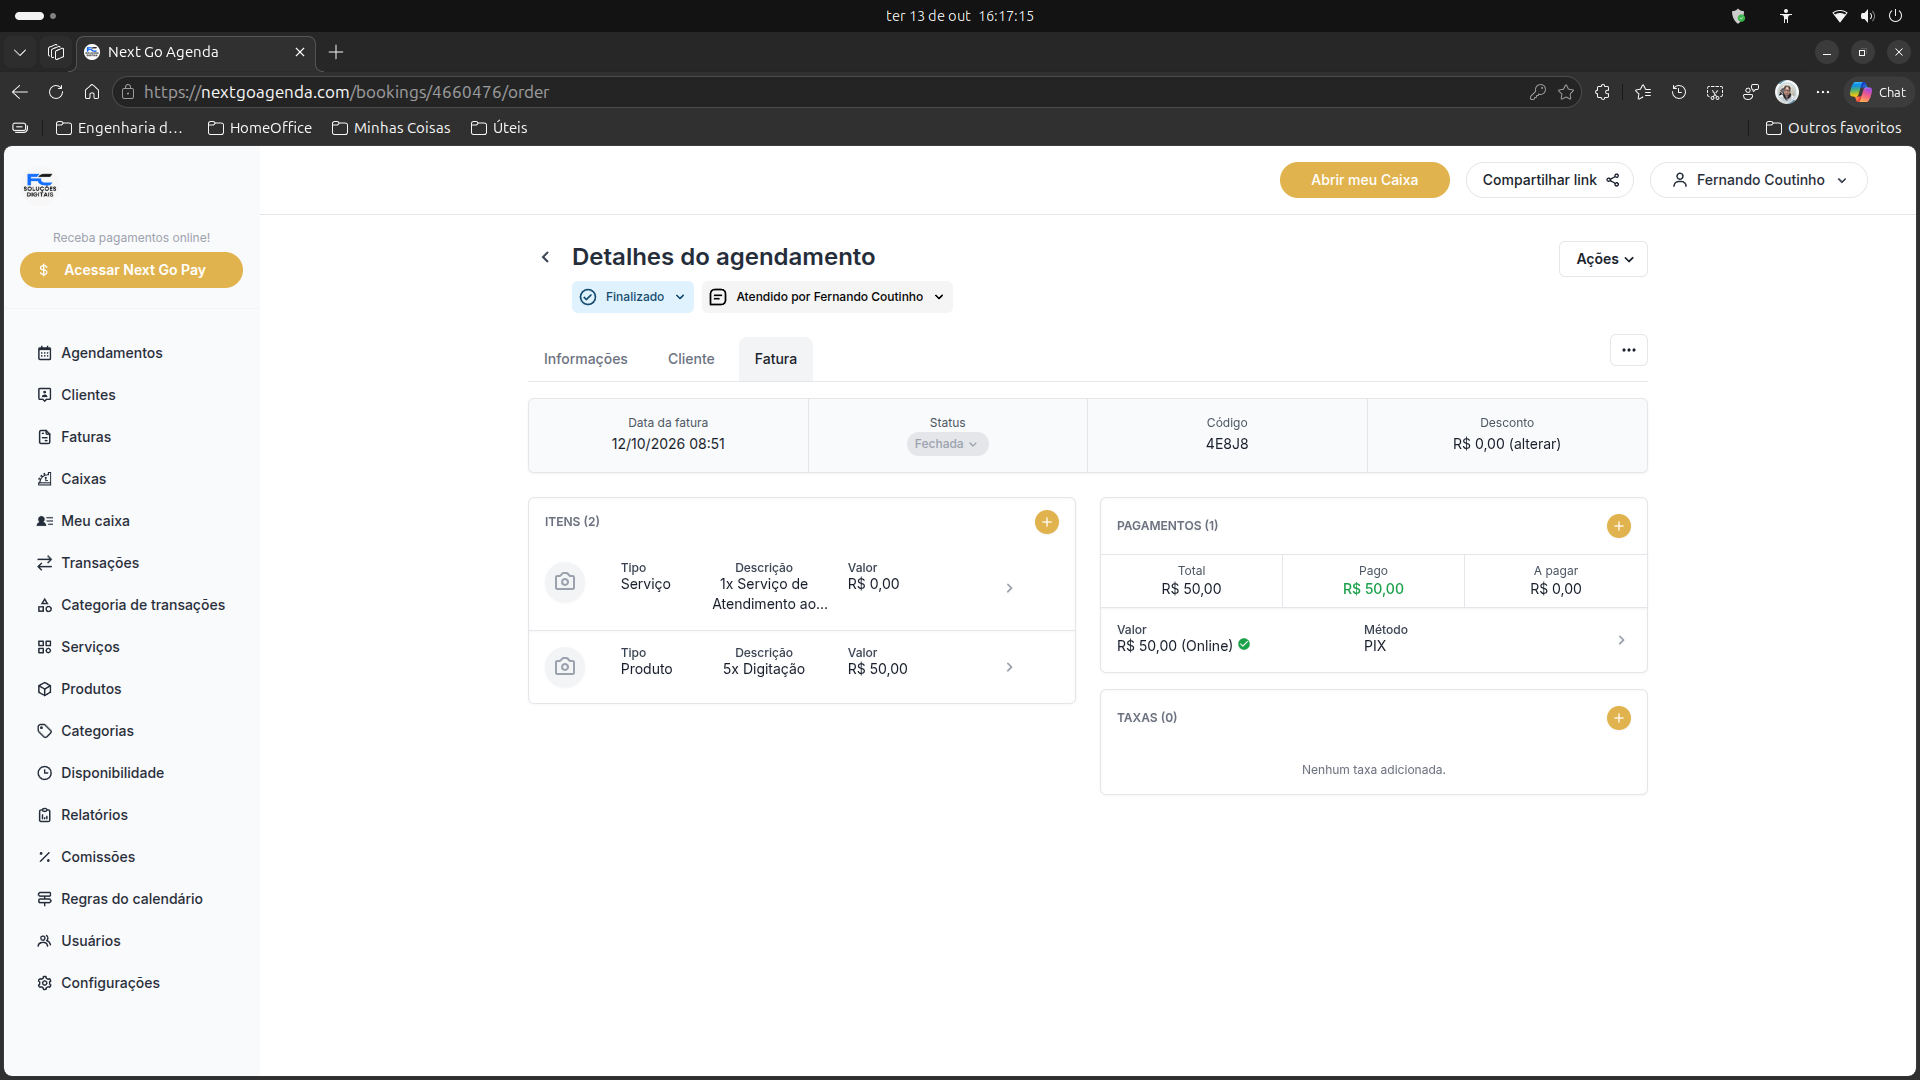 ter 13 de out 16:17:15
Next Go Agenda
https://nextgoagenda.com/bookings/4660476/order
Chat
Engenharia d...
HomeOffice
Minhas Coisas
Úteis
Outros favoritos
FC
SOLUÇÕES
DIGITAIS
Abrir meu Caixa
Compartilhar link
Fernando Coutinho
Receba pagamentos online!
$ Acessar Next Go Pay
Agendamentos
Clientes
Faturas
Caixas
Meu caixa
Transações
Categoria de transações
Serviços
Produtos
Categorias
Disponibilidade
Relatórios
Comissões
Regras do calendário
Usuários
Configurações
Detalhes do agendamento
Ações
Finalizado
Atendido por Fernando Coutinho
Informações
Cliente
Fatura
Data da fatura
12/10/2026 08:51
Status
Fechada
Código
4E8J8
Desconto
R$ 0,00 (alterar)
ITENS (2)
Tipo
Serviço
Descrição
1x Serviço de
Atendimento ao...
Valor
R$ 0,00
Tipo
Produto
Descrição
5x Digitação
Valor
R$ 50,00
PAGAMENTOS (1)
Total
R$ 50,00
Pago
R$ 50,00
A pagar
R$ 0,00
Valor
R$ 50,00 (Online)
Método
PIX
TAXAS (0)
Nenhum taxa adicionada.